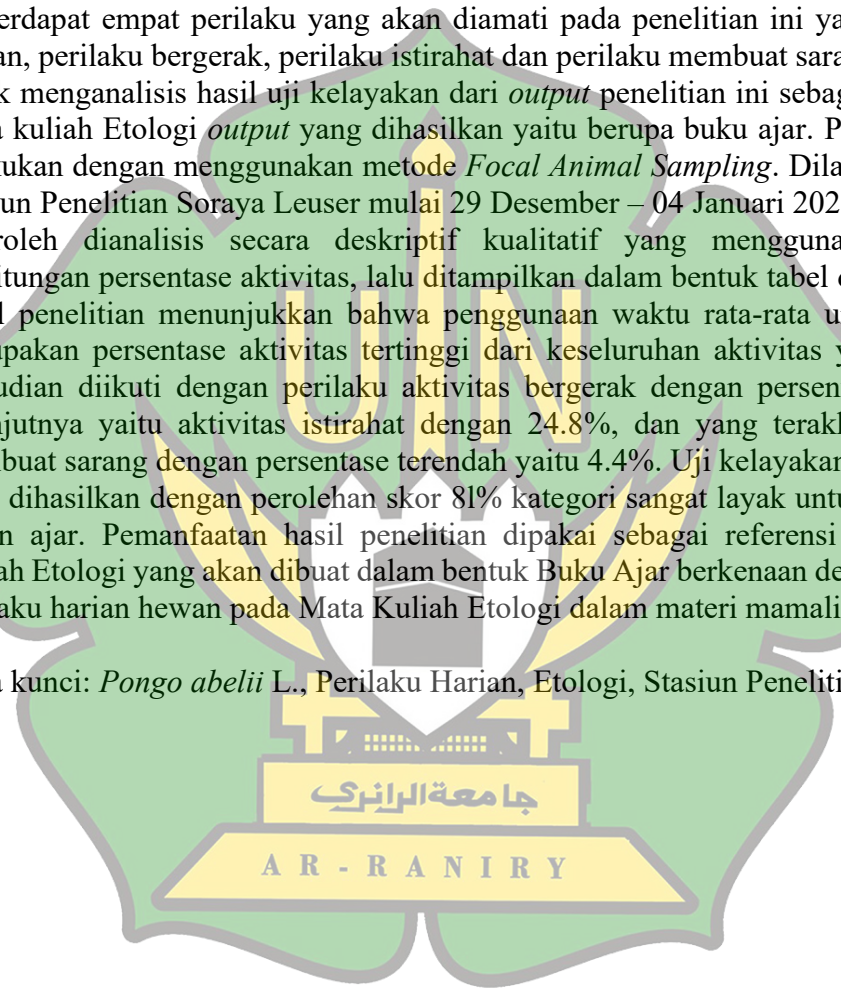 erdapat empat perilaku yang akan diamati pada penelitian ini ya
an, perilaku bergerak, perilaku istirahat dan perilaku membuat sara
k menganalisis hasil uji kelayakan dari output penelitian ini sebag
a kuliah Etologi output yang dihasilkan yaitu berupa buku ajar. P
ukan dengan menggunakan metode Focal Animal Sampling. Dila
un Penelitian Soraya Leuser mulai 29 Desember – 04 Januari 202
roleh dianalisis secara deskriptif kualitatif yang mengguna
itungan persentase aktivitas, lalu ditampilkan dalam bentuk tabel
l penelitian menunjukkan bahwa penggunaan waktu rata-rata u
upakan persentase aktivitas tertinggi dari keseluruhan aktivitas y
udian diikuti dengan perilaku aktivitas bergerak dengan persen
njutnya yaitu aktivitas istirahat dengan 24.8%, dan yang terakl
buat sarang dengan persentase terendah yaitu 4.4%. Uji kelayakan
dihasilkan dengan perolehan skor 8l% kategori sangat layak untu
n ajar. Pemanfaatan hasil penelitian dipakai sebagai referensi
ah Etologi yang akan dibuat dalam bentuk Buku Ajar berkenaan de
aku harian hewan pada Mata Kuliah Etologi dalam materi mamali
a kunci: Pongo abelii L., Perilaku Harian, Etologi, Stasiun Peneliti
UIN
جامعة الرانري
AR-RANIRY